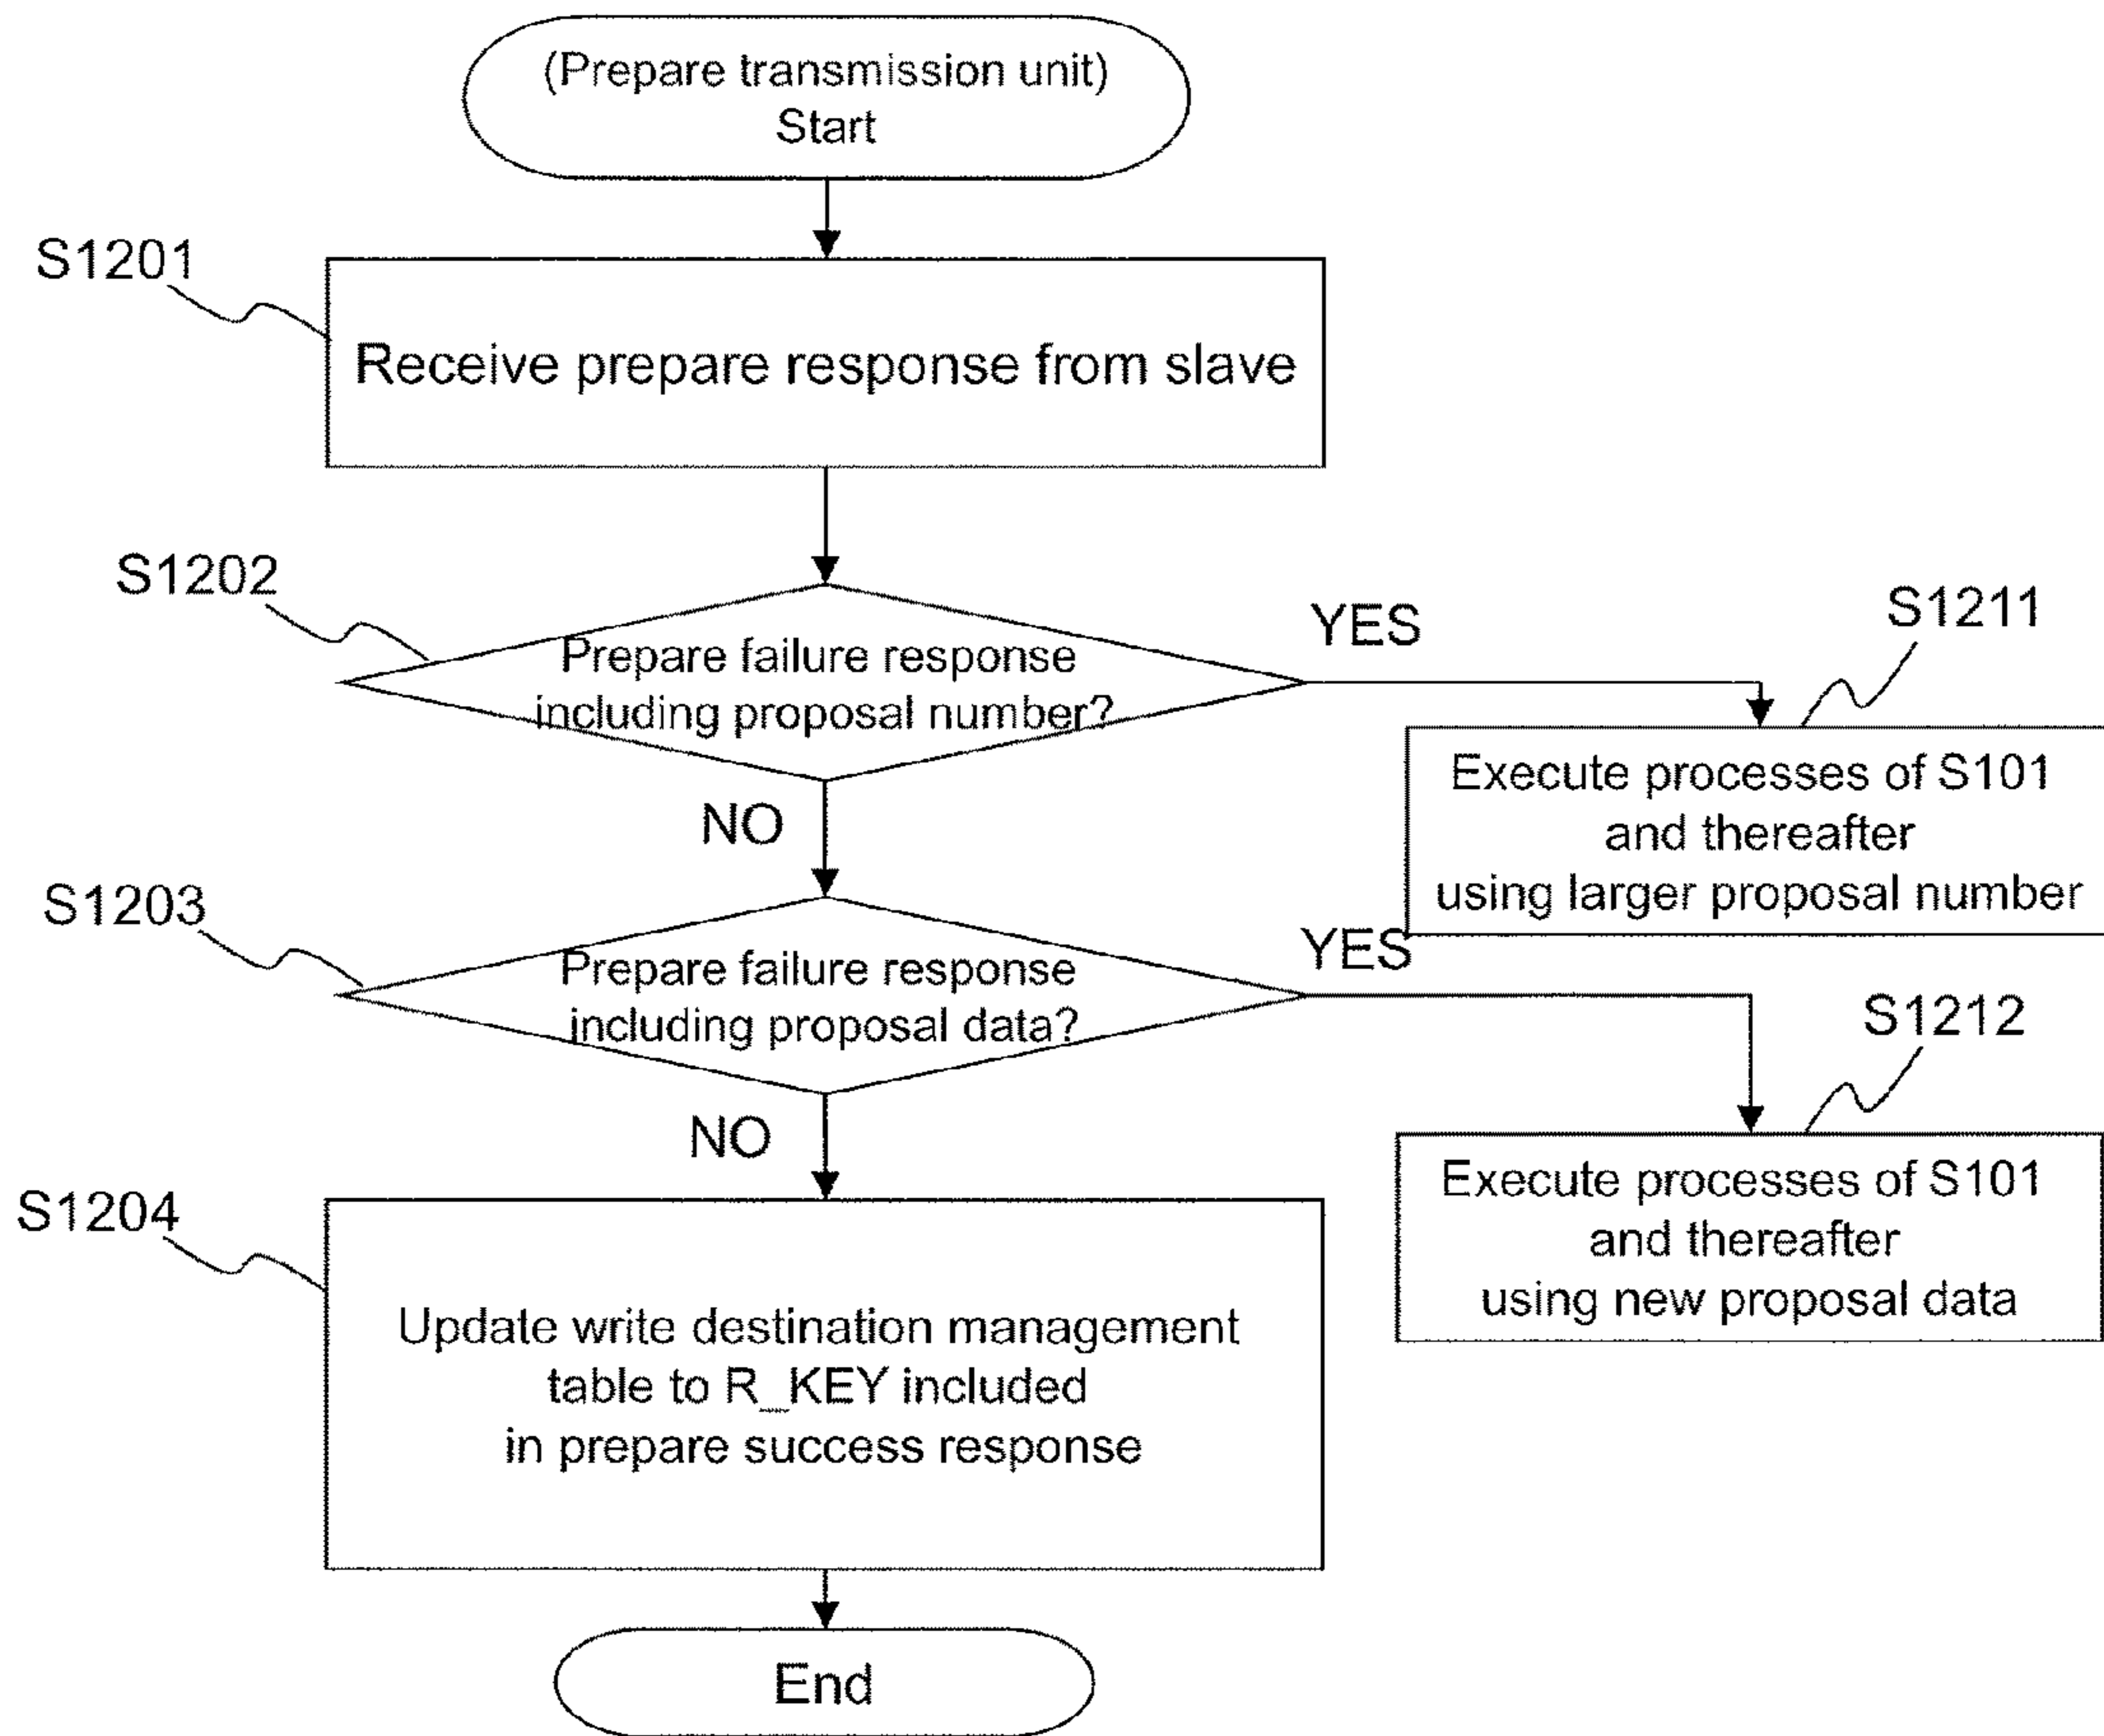 (Prepare transmission unit)
Start
S1201
Receive prepare response from slave
S1202
Prepare failure response
including proposal number?
YES
S1211
Execute processes of S101
and thereafter
using larger proposal number
NO
S1203
Prepare failure response
including proposal data?
YES
S1212
Execute processes of S101
and thereafter
using new proposal data
NO
S1204
Update write destination management
table to R_KEY included
in prepare success response
End